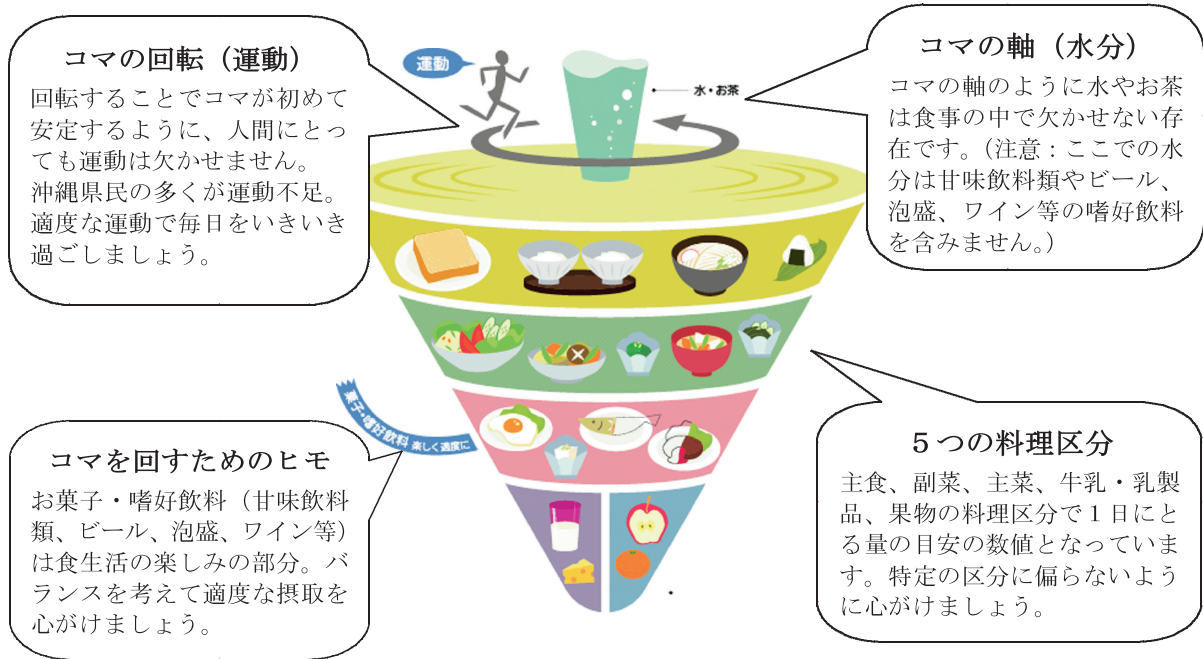 コマの回転（運動）
回転することでコマが初めて
安定するように、人間にとっ
ても運動は欠かせません。
沖縄県民の多くが運動不足。
適度な運動で毎日をいきいき
過ごしましょう。
運動
水・お茶
コマの軸（水分）
コマの軸のように水やお茶
は食事の中で欠かせない存
在です。（注意：ここでの水
分は甘味飲料類やビール、
泡盛、ワイン等の嗜好飲料
を含みません。）
菓子・嗜好飲料 楽しく適度に
コマを回すためのヒモ
お菓子・嗜好飲料（甘味飲料
類、ビール、泡盛、ワイン等）
は食生活の楽しみの部分。バ
ランスを考えて適度な摂取を
心がけましょう。
５つの料理区分
主食、副菜、主菜、牛乳・乳製
品、果物の料理区分で１日にと
る量の目安の数値となっていま
す。特定の区分に偏らないよう
に心がけましょう。